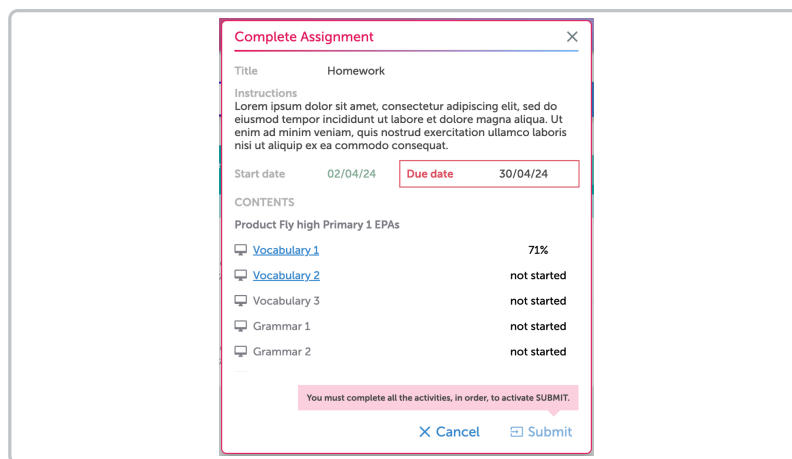 Complete Assignment
Title Homework
Instructions
Lorem ipsum dolor sit amet, consectetur adipiscing elit, sed do
eiusmod tempor incididunt ut labore et dolore magna aliqua. Ut
enim ad minim veniam, quis nostrud exercitation ullamco laboris
nisi ut aliquip ex ea commodo consequat.
Start date 02/04/24 Due date 30/04/24
CONTENTS
Product Fly high Primary 1 EPAs
Vocabulary 1 71%
Vocabulary 2 not started
Vocabulary 3 not started
Grammar 1 not started
Grammar 2 not started
You must complete all the activities, in order, to activate SUBMIT.
Cancel Submit